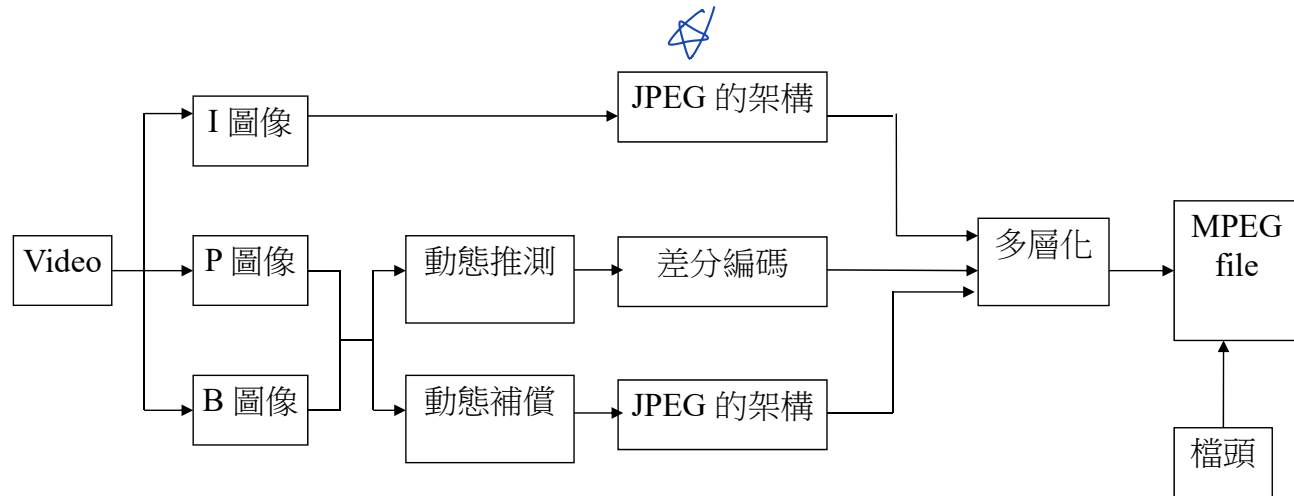 JPEG 的架構
I 圖像
Video
P 圖像
動態推測
差分編碼
多層化
MPEG
file
B 圖像
動態補償
JPEG 的架構
檔頭